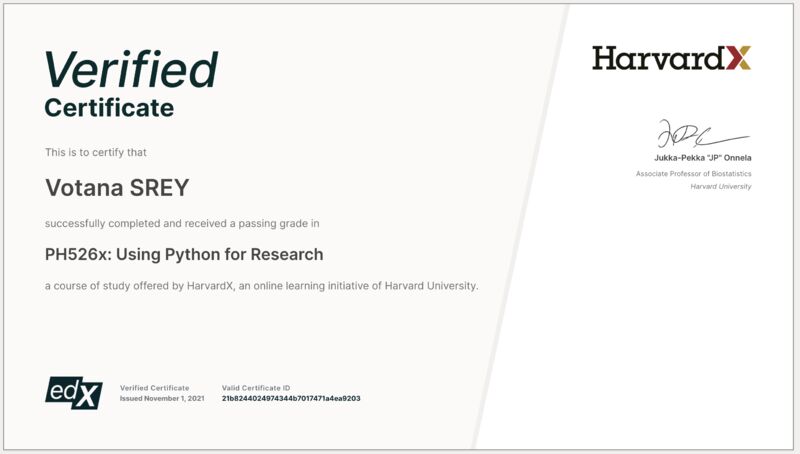 Verified
Certificate
This is to certify that
Votana SREY
successfully completed and received a passing grade in
PH526x: Using Python for Research
a course of study offered by HarvardX, an online learning initiative of Harvard University.
HarvardX
Jukka-Pekka "JP" Onnela
Associate Professor of Biostatistics
Harvard University
edX
Verified Certificate
Issued November 1, 2021
Valid Certificate ID
21b8244024974344b7017471a4ea9203